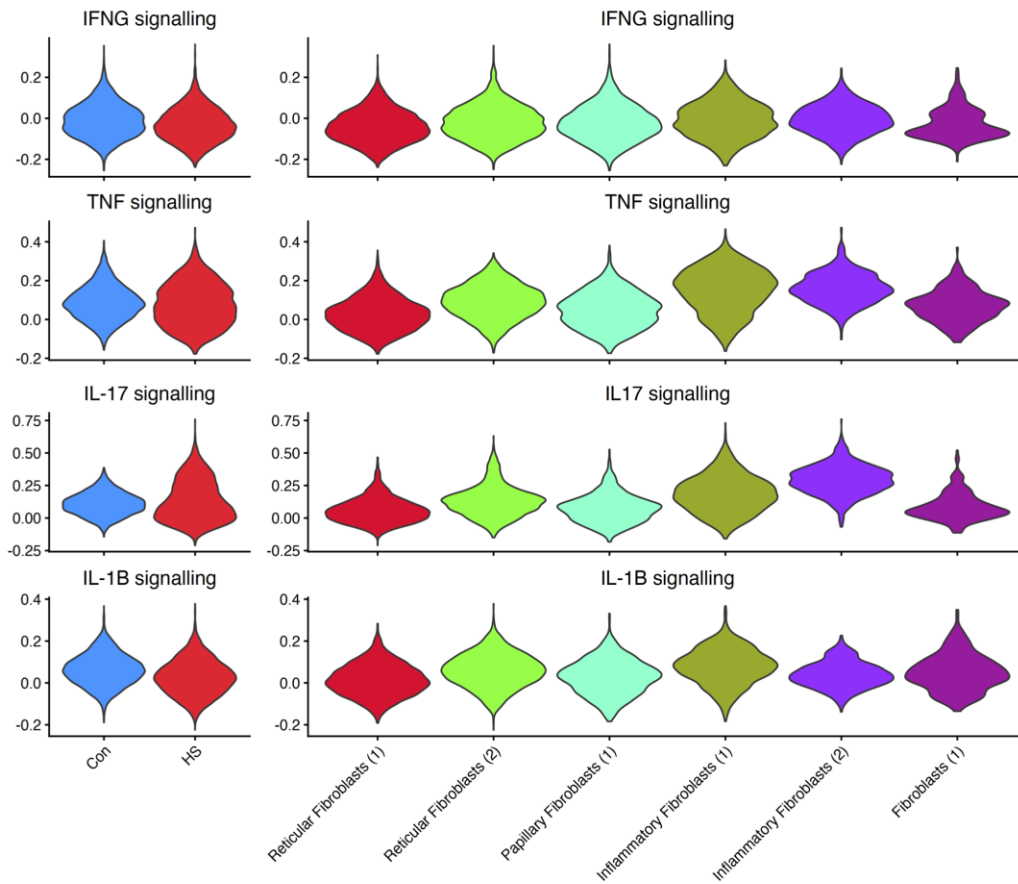 IFNG signalling
IFNG signalling
0.2
0.0
-0.2
0.2
0.0
-0.2
TNF signalling
TNF signalling
0.4
0.2
0.0
-0.2
0.4
0.2
0.0
-0.2
IL-17 signalling
IL17 signalling
0.75
0.50
0.25
0.00
-0.25
0.75
0.50
0.25
0.00
-0.25
IL-1B signalling
IL-1B signalling
0.4
0.2
0.0
-0.2
0.4
0.2
0.0
-0.2
Con
HS
Reticular Fibroblasts (1)
Reticular Fibroblasts (2)
Papillary Fibroblasts (1)
Inflammatory Fibroblasts (1)
Inflammatory Fibroblasts (2)
Fibroblasts (1)